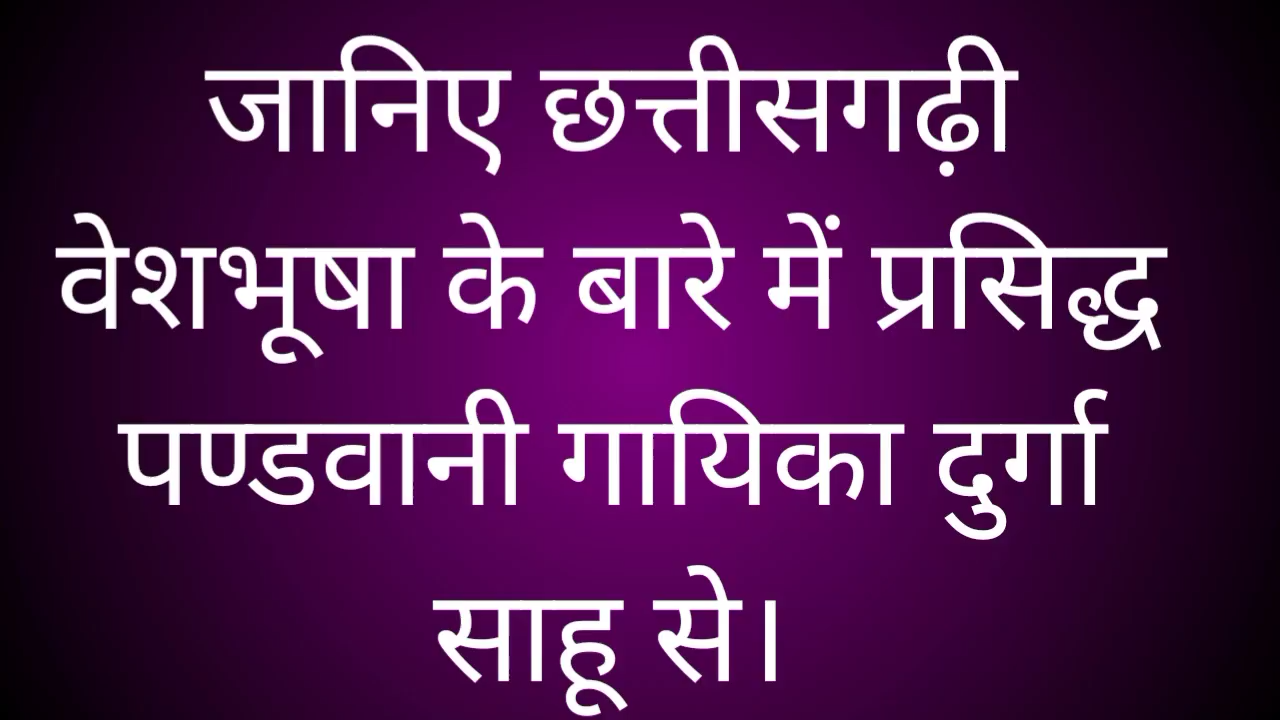 जानिए छत्तीसगढ़ी
वेशभूषा के बारे में प्रसिद्ध
पण्डवानी गायिका दुर्गा
साहू से।